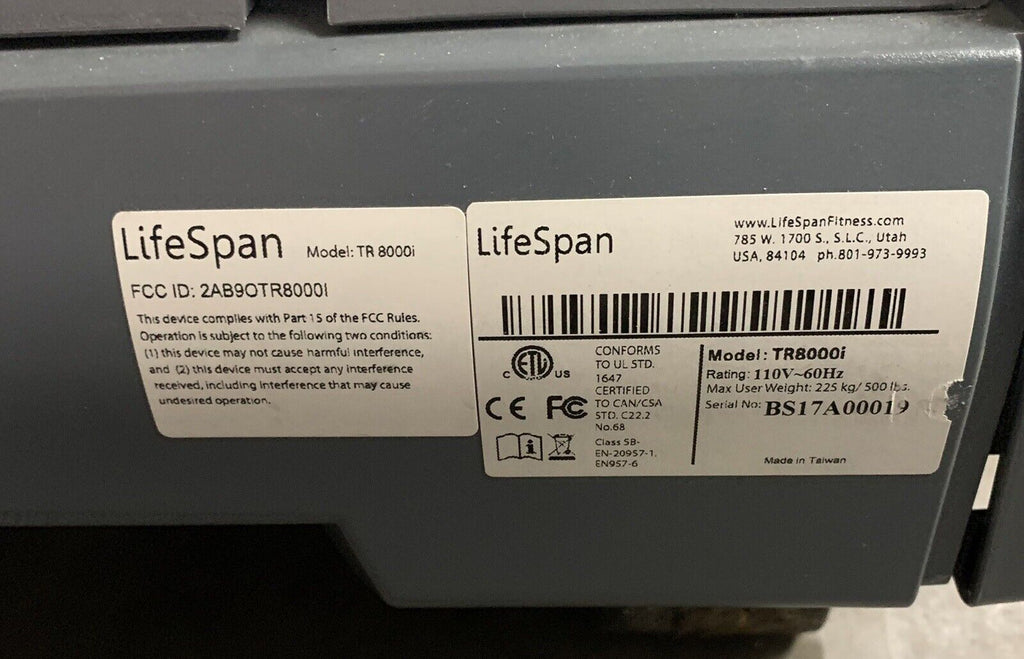 LifeSpan Model: TR 8000i
FCC ID: 2AB9OTR8000I
This device complies with Part 15 of the FCC Rules.
Operation is subject to the following two conditions:
(1) this device may not cause harmful interference,
and (2) this device must accept any interference
received, including interference that may cause
undesired operation.
LifeSpan
www.LifeSpanFitness.com
785 W. 1700 S., S.L.C., Utah
USA, 84104 ph.801-973-9993
C ETL US
CE FC
CONFORMS
TO UL STD.
1647
CERTIFIED
TO CAN/CSA
STD. C22.2
No.68
Class SB-
EN-20957-1,
EN957-6
Model: TR8000i
Rating: 110V~60Hz
Max User Weight: 225 kg/ 500 lbs.
Serial No: BS17A00019
Made in Taiwan